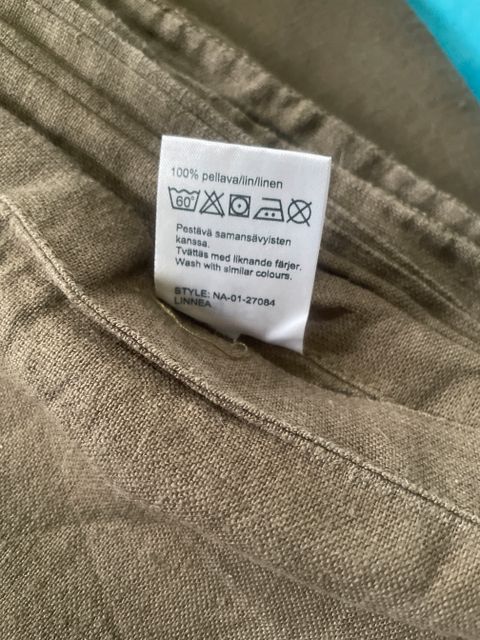 100% pellava/lin/linen
60°
Pestävä samansävyisten
kanssa.
Tvättas med liknande färjer.
Wash with similar colours.
STYLE: NA-01-27084
LINNEA